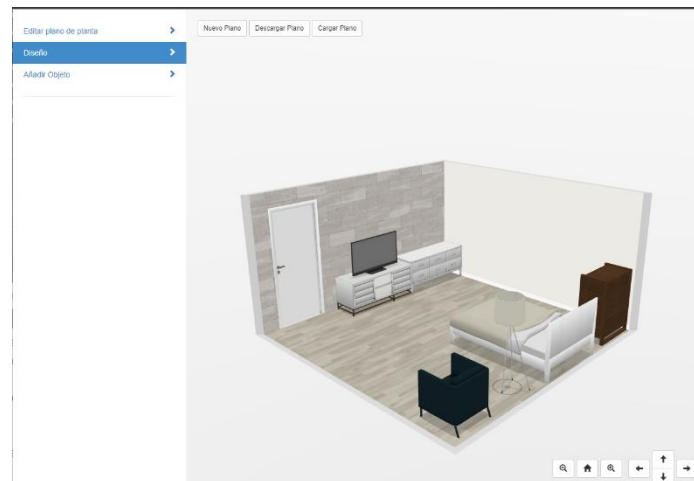 Editar plano de planta
Diseño
Añadir Objeto
Nuevo Plano Descargar Plano Cargar Plano